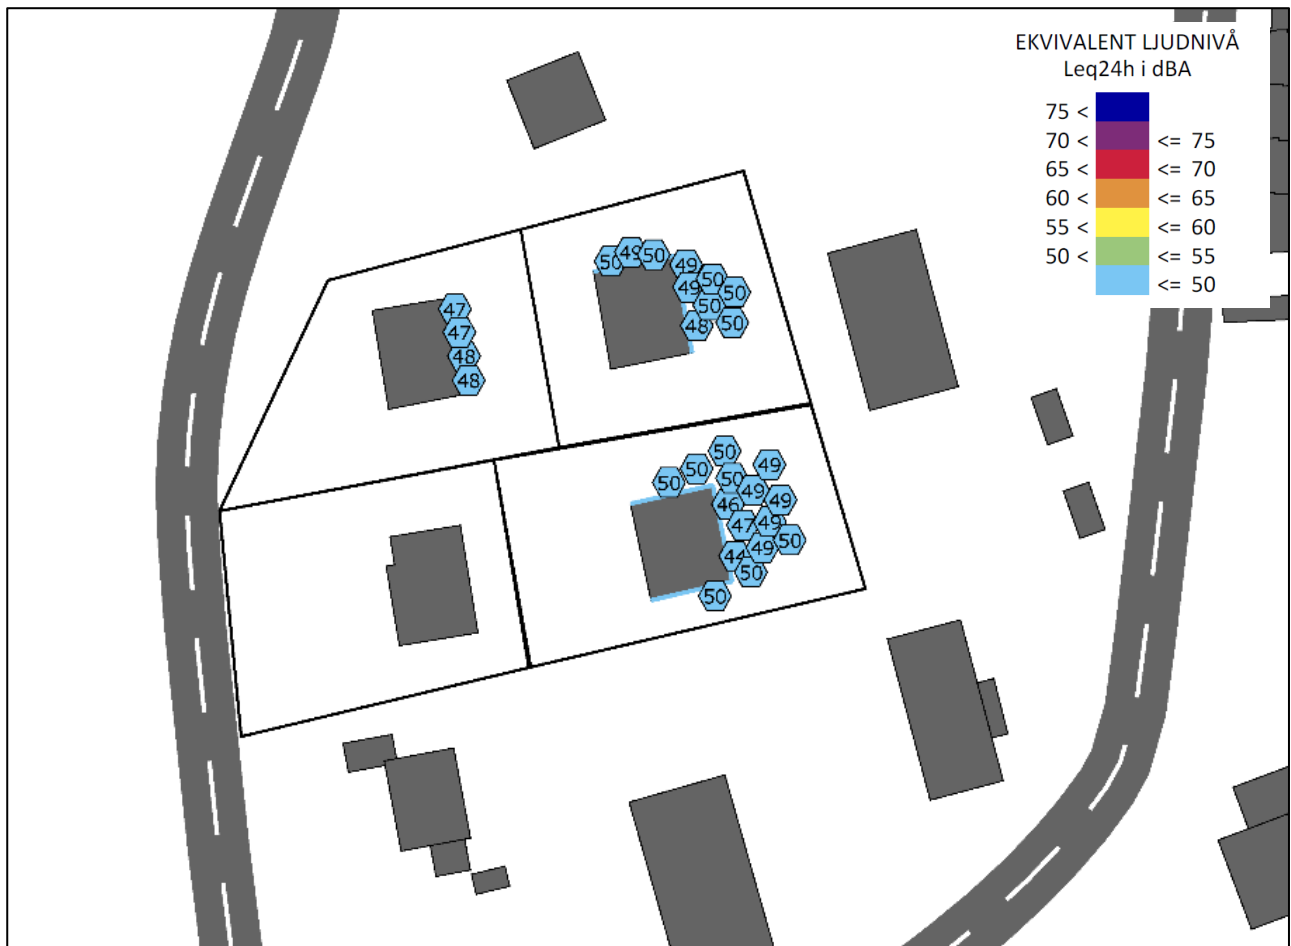 EKVIVALENT LJUDNIVÅ
Leq24h i dBA
75 <
70 < <= 75
65 < <= 70
60 < <= 65
55 < <= 60
50 < <= 55
<= 50
50 49 50
49
50
49 50
50
48 50
47
47
48
48
50
50 49
50 50
49
46 49
47 49
50
44 49
50
50